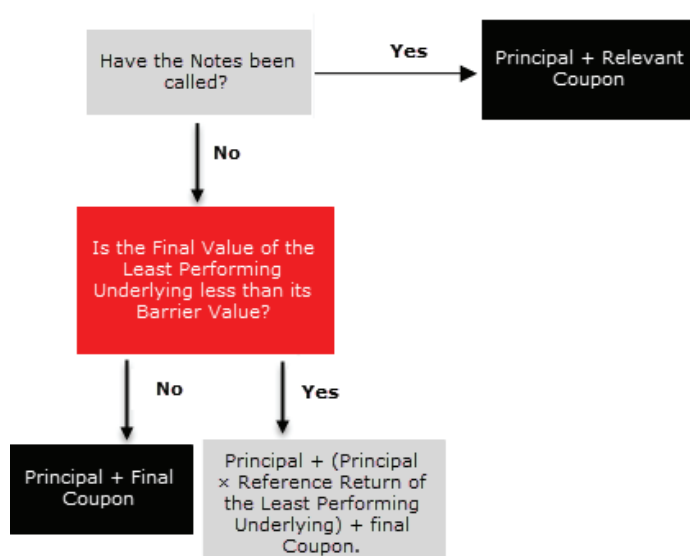 Have the Notes been
called?
Yes
Principal + Relevant
Coupon
No
Is the Final Value of the
Least Performing
Underlying less than its
Barrier Value?
No
Yes
Principal + Final
Coupon
Principal + (Principal
× Reference Return of
the Least Performing
Underlying) + final
Coupon.